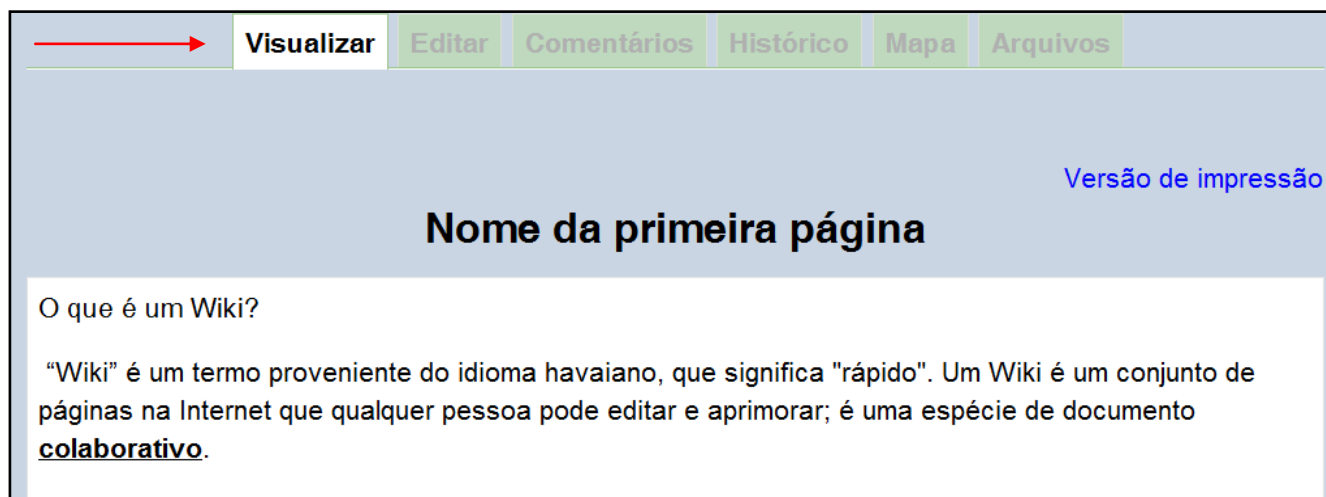 Visualizar Editar Comentários Histórico Mapa Arquivos
Versão de impressão
Nome da primeira página
O que é um Wiki?
“Wiki” é um termo proveniente do idioma havaiano, que significa "rápido". Um Wiki é um conjunto de
páginas na Internet que qualquer pessoa pode editar e aprimorar; é uma espécie de documento
colaborativo.